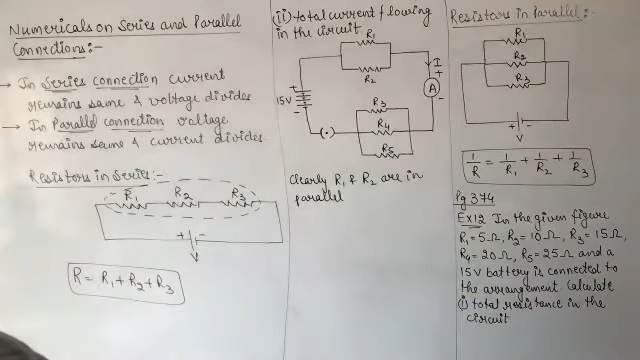 Numericals on Series and Parallel
Connections:-
→ In Series connection current
remains same & voltage divides
→ In Parallel connection voltage
remains same & current divides.
Resistors in Series:-
R₁ R₂ R₃
+ -
V
R = R₁ + R₂ + R₃
(ii) total current flowing
in the circuit
R₁
R₂
I
+
A
-
+
15V
-
(·)
R₃
R₄
R₅
Clearly R₁ & R₂ are in
parallel
Resistors in Parallel:-
R₁
R₂
R₃
+ -
V
1/R = 1/R₁ + 1/R₂ + 1/R₃
Pg 374
Ex12 In the given figure
R₁=5Ω, R₂=10Ω, R₃=15Ω,
R₄=20Ω, R₅=25Ω and a
15V battery is connected to
the arrangement. Calculate
(i) total resistance in the
circuit